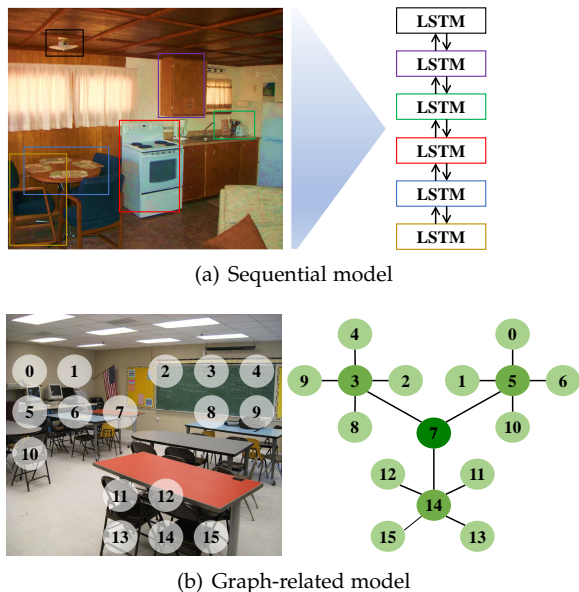 LSTM
LSTM
LSTM
LSTM
LSTM
LSTM
(a) Sequential model
0 1 2 3 4
5 6 7 8 9
10
11 12
13 14 15
4 0
9 3 2 1 5 6
8 7 10
12 11
14
15 13
(b) Graph-related model